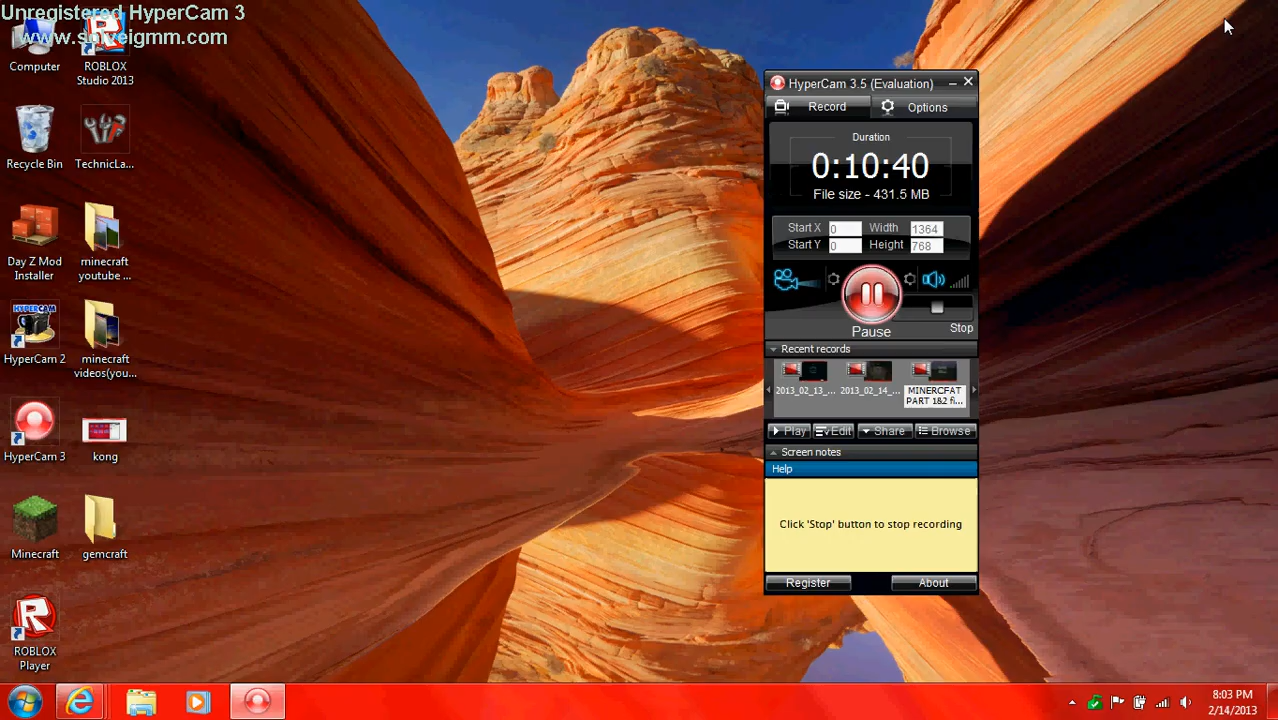 Unregistered HyperCam 3
www.solveigmm.com
Computer
ROBLOX
Studio 2013
Recycle Bin
TechnicLa...
Day Z Mod
Installer
minecraft
youtube ...
HYPERCAM
HyperCam 2
minecraft
videos(you...
HyperCam 3
kong
Minecraft
gemcraft
ROBLOX
Player
HyperCam 3.5 (Evaluation)
Record
Options
Duration
0:10:40
File size - 431.5 MB
Start X 0 Width 1364
Start Y 0 Height 768
Pause
Stop
Recent records
2013_02_13_...
2013_02_14_...
MINERCFAT
PART 1&2 fi...
Play
Edit
Share
Browse
Screen notes
Help
Click 'Stop' button to stop recording
Register
About
8:03 PM
2/14/2013